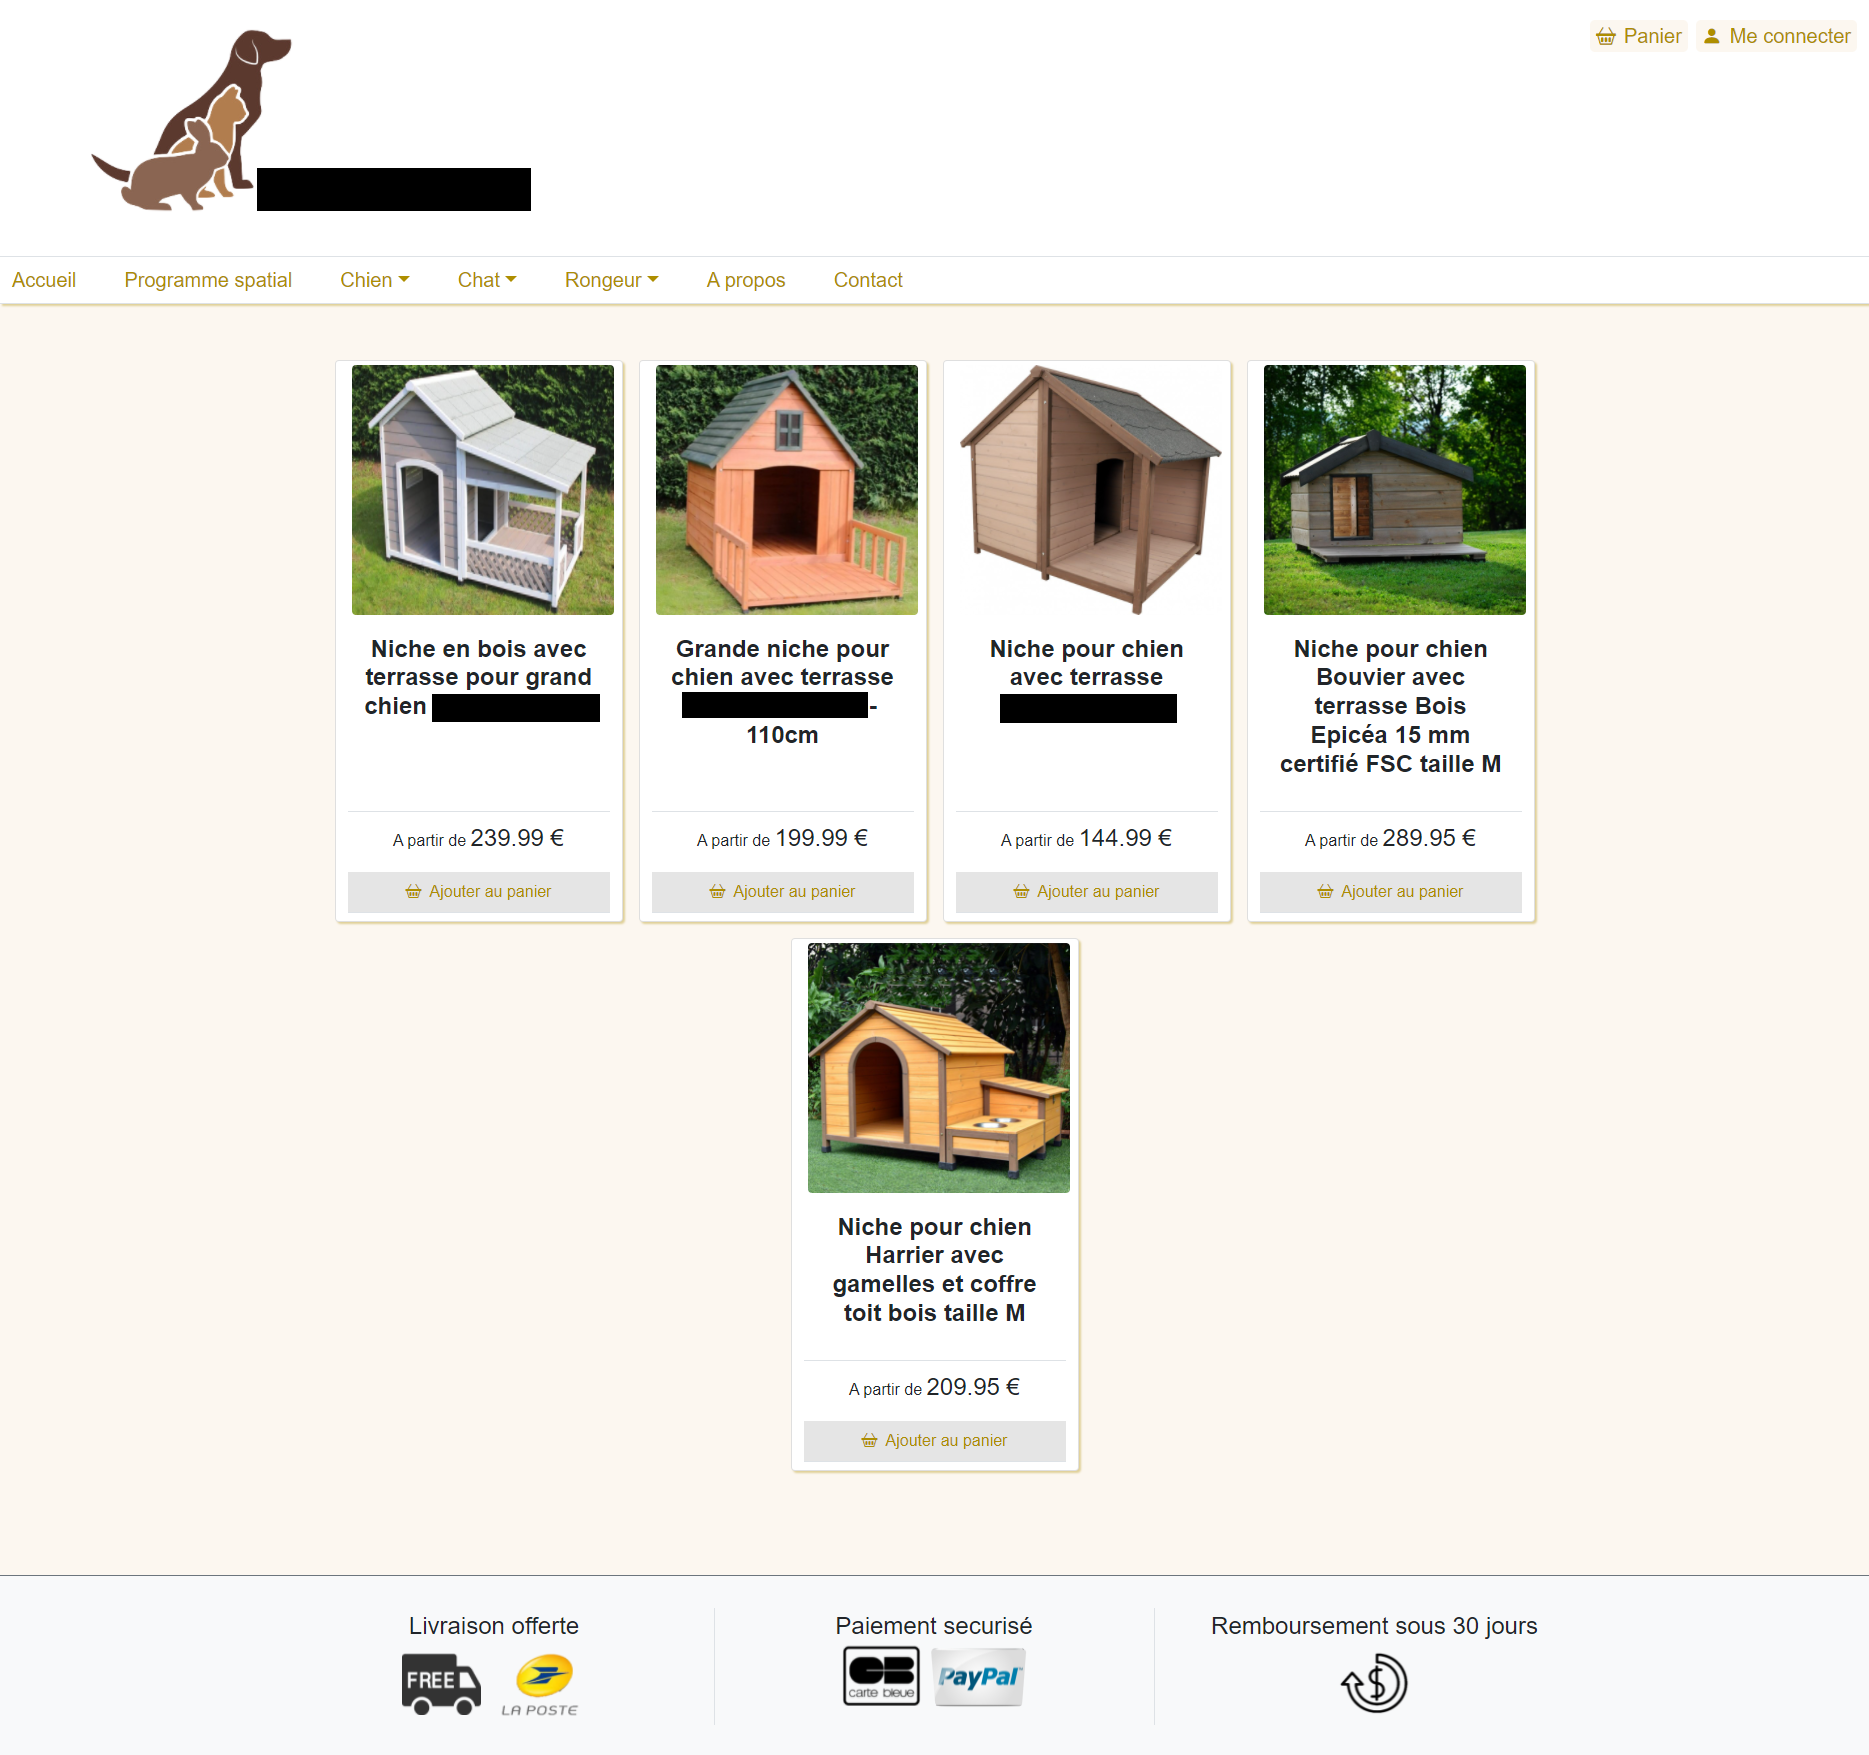 Panier
Me connecter
Accueil
Programme spatial
Chien
Chat
Rongeur
A propos
Contact
Niche en bois avec
terrasse pour grand
chien
A partir de 239.99 €
Ajouter au panier
Grande niche pour
chien avec terrasse
-
110cm
A partir de 199.99 €
Ajouter au panier
Niche pour chien
avec terrasse
A partir de 144.99 €
Ajouter au panier
Niche pour chien
Bouvier avec
terrasse Bois
Epicéa 15 mm
certifié FSC taille M
A partir de 289.95 €
Ajouter au panier
Niche pour chien
Harrier avec
gamelles et coffre
toit bois taille M
A partir de 209.95 €
Ajouter au panier
Livraison offerte
FREE
LA POSTE
Paiement securisé
CB
carte bleue
PayPal
Remboursement sous 30 jours
$